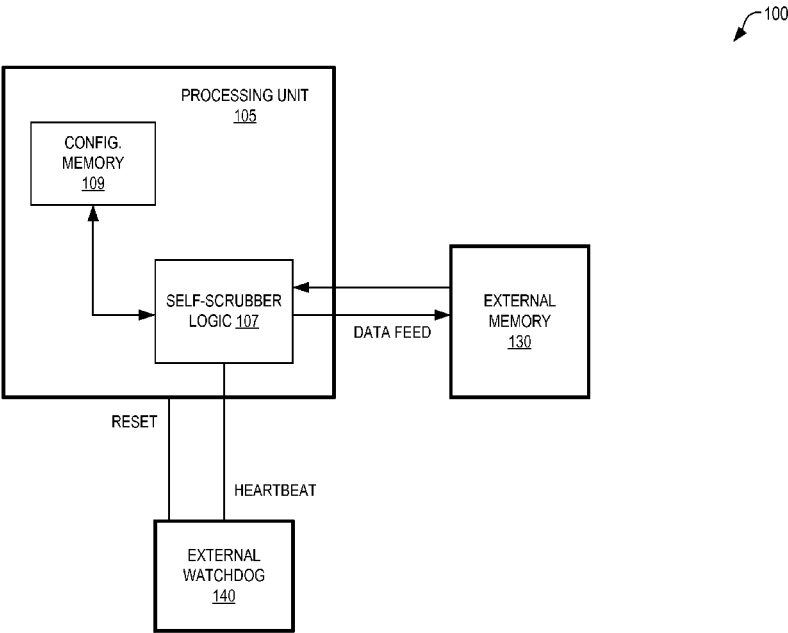 100
PROCESSING UNIT
105
CONFIG.
MEMORY
109
SELF-SCRUBBER
LOGIC 107
DATA FEED
EXTERNAL
MEMORY
130
RESET
HEARTBEAT
EXTERNAL
WATCHDOG
140